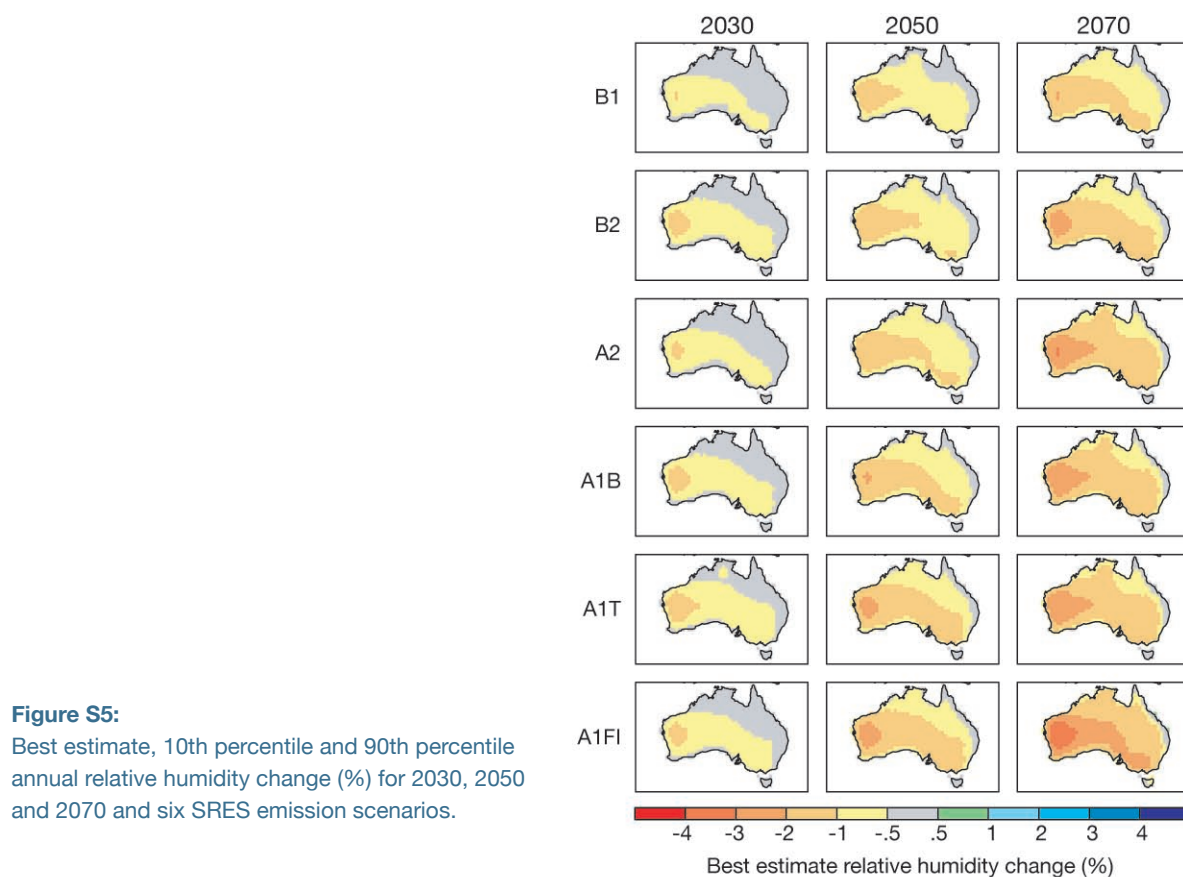 2030 2050 2070
B1
B2
A2
A1B
A1T
A1FI
Figure S5:
Best estimate, 10th percentile and 90th percentile
annual relative humidity change (%) for 2030, 2050
and 2070 and six SRES emission scenarios.
-4 -3 -2 -1 -.5 .5 1 2 3 4
Best estimate relative humidity change (%)